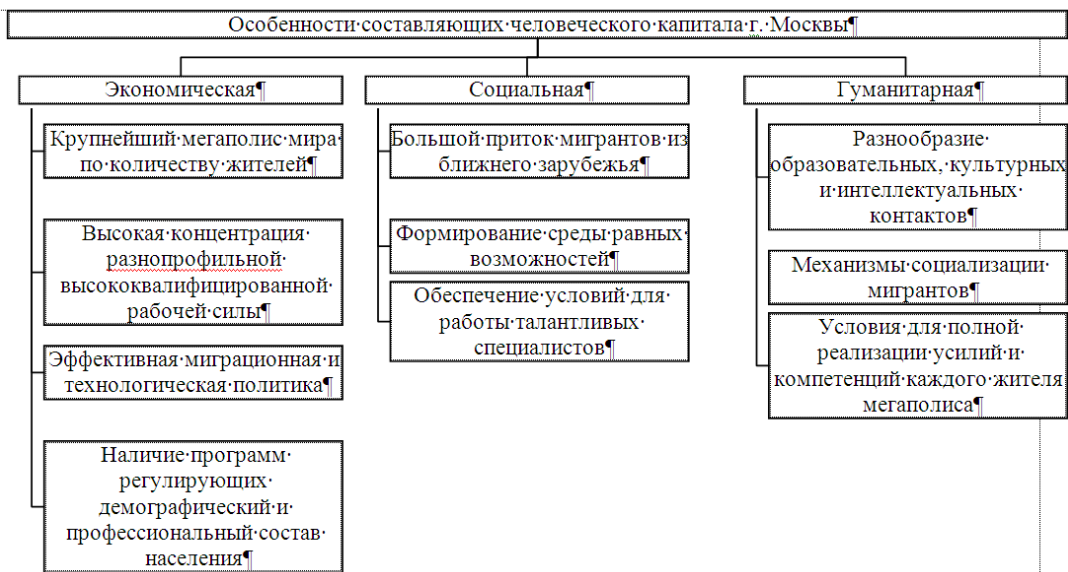 Особенности составляющих человеческого капитала г. Москвы¶
Экономическая¶
Крупнейший мегаполис мира
по количеству жителей¶
Высокая концентрация
разнопрофильной
высококвалифицированной
рабочей силы¶
Эффективная миграционная и
технологическая политика¶
Наличие программ
регулирующих
демографический и
профессиональный состав
населения¶
Социальная¶
Большой приток мигрантов из
ближнего зарубежья¶
Формирование среды равных
возможностей¶
Обеспечение условий для
работы талантливых
специалистов¶
Гуманитарная¶
Разнообразие
образовательных, культурных
и интеллектуальных
контактов¶
Механизмы социализации
мигрантов¶
Условия для полной
реализации усилий и
компетенций каждого жителя
мегаполиса¶